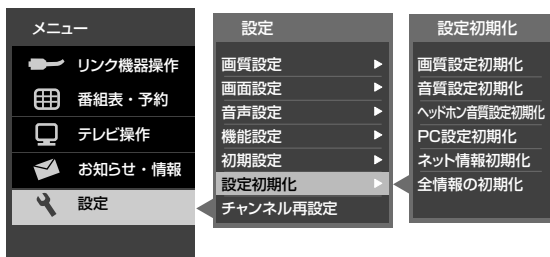 メニュー
リンク機器操作
番組表・予約
テレビ操作
お知らせ・情報
設定
設定
画質設定
画面設定
音声設定
機能設定
初期設定
設定初期化
チャンネル再設定
設定初期化
画質設定初期化
音質設定初期化
ヘッドホン音質設定初期化
PC設定初期化
ネット情報初期化
全情報の初期化